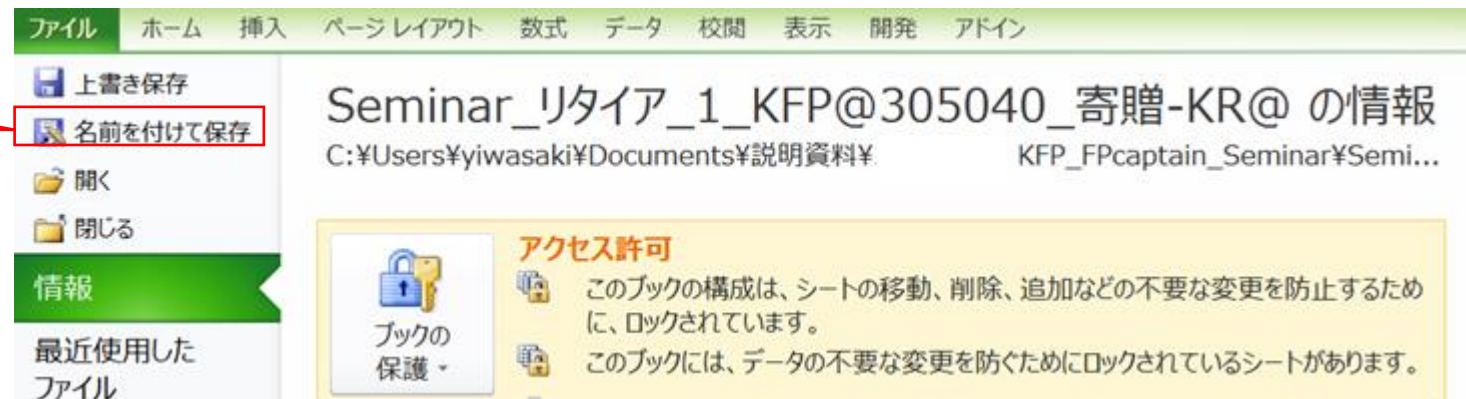 ファイル ホーム 挿入 ページ レイアウト 数式 データ 校閲 表示 開発 アドイン
上書き保存
名前を付けて保存
開く
閉じる
情報
最近使用した
ファイル
Seminar_リタイア_1_KFP@305040_寄贈-KR@ の情報
C:¥Users¥yiwasaki¥Documents¥説明資料¥ KFP_FPcaptain_Seminar¥Semi...
ブックの
保護
アクセス許可
このブックの構成は、シートの移動、削除、追加などの不要な変更を防止するため
に、ロックされています。
このブックには、データの不要な変更を防ぐためにロックされているシートがあります。